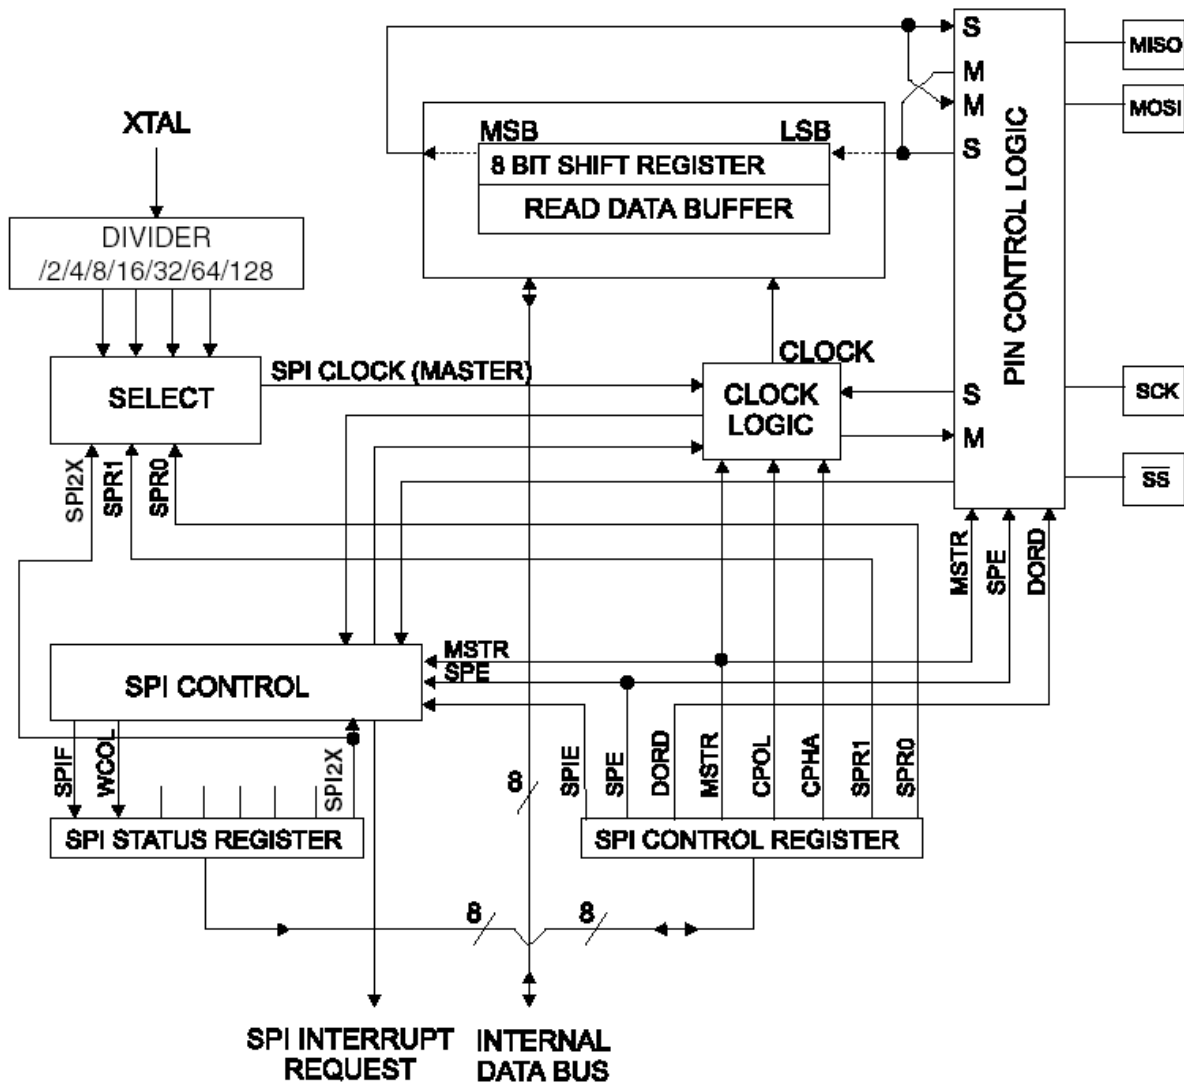 S
MISO
M
M
MOSI
XTAL
MSB
LSB
S
8 BIT SHIFT REGISTER
READ DATA BUFFER
PIN CONTROL LOGIC
DIVIDER
/2/4/8/16/32/64/128
SPI CLOCK (MASTER)
CLOCK
SELECT
CLOCK
LOGIC
S
SCK
M
SPI2X
SPR1
SPR0
SS
MSTR
SPE
DORD
MSTR
SPE
SPI CONTROL
SPIF
WCOL
SPI2X
8
SPIE
SPE
DORD
MSTR
CPOL
CPHA
SPR1
SPR0
SPI STATUS REGISTER
SPI CONTROL REGISTER
8
8
SPI INTERRUPT
REQUEST
INTERNAL
DATA BUS